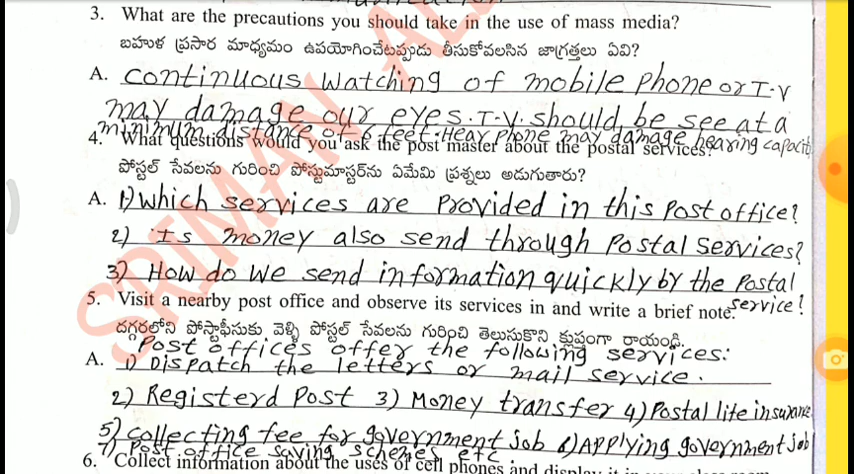 3. What are the precautions you should take in the use of mass media?
బహుళ ప్రసార మాధ్యమం ఉపయోగించేటప్పుడు తీసుకోవలసిన జాగ్రత్తలు ఏవి?
A. continuous watching of mobile phone or T-V
may damage our eyes. T-V. should be see at a
minimum distance of 6 feet. Hear phone may damage hearing capacit
4. What questions would you ask the post master about the postal services?
పోస్టల్ సేవలను గురించి పోస్టుమాస్టర్‌ను ఏమేమి ప్రశ్నలు అడుగుతారు?
A. 1) which services are provided in this post office?
2) Is money also send through postal services?
3) How do we send information quickly by the postal
service?
5. Visit a nearby post office and observe its services in and write a brief note.
దగ్గరలోని పోస్టాఫీసుకు వెళ్ళి పోస్టల్ సేవలను గురించి తెలుసుకొని క్లుప్తంగా రాయండి.
Post offices offer the following services:
A. 1) Dispatch the letters or mail service.
2) Registerd Post 3) Money transfer 4) Postal life insurance
5) collecting fee for government job 6) Applying government job
7) Post office saving schemes etc
6. Collect information about the uses of cell phones and display it in
SRIMAN